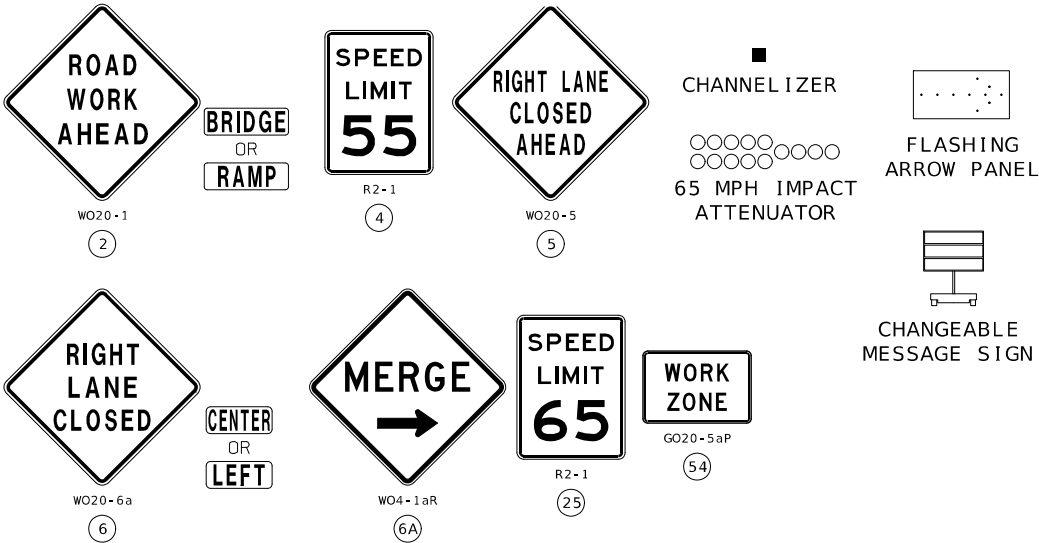 ROAD
WORK
AHEAD
BRIDGE
OR
RAMP
WO20-1
2
SPEED
LIMIT
55
R2-1
4
RIGHT LANE
CLOSED
AHEAD
WO20-5
5
CHANNELIZER
65 MPH IMPACT
ATTENUATOR
FLASHING
ARROW PANEL
CHANGEABLE
MESSAGE SIGN
RIGHT
LANE
CLOSED
CENTER
OR
LEFT
WO20-6a
6
MERGE
WO4-1aR
6A
SPEED
LIMIT
65
R2-1
25
WORK
ZONE
GO20-5aP
54